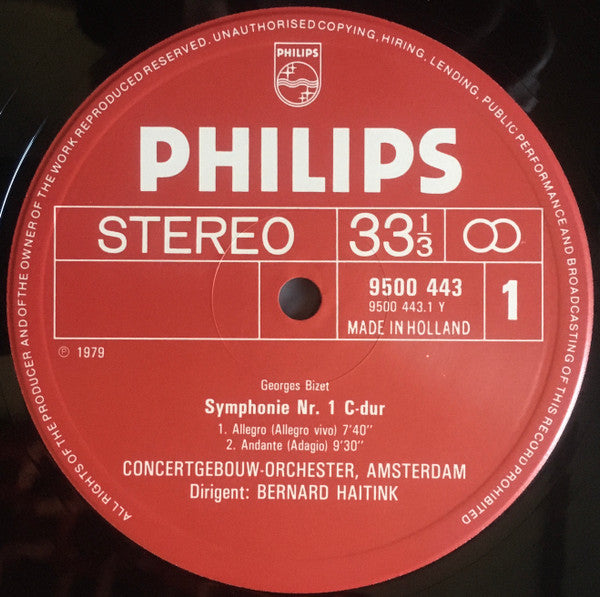 ALL RIGHTS OF THE PRODUCER AND OF THE OWNER OF THE WORK REPRODUCED RESERVED. UNAUTHORISED COPYING, HIRING, LENDING, PUBLIC PERFORMANCE AND BROADCASTING OF THIS RECORD PROHIBITED
PHILIPS
PHILIPS
STEREO 33 1/3
9500 443
9500 443.1 Y
MADE IN HOLLAND
1
℗ 1979
Georges Bizet
Symphonie Nr. 1 C-dur
1. Allegro (Allegro vivo) 7'40''
2. Andante (Adagio) 9'30''
CONCERTGEBOUW-ORCHESTER, AMSTERDAM
Dirigent: BERNARD HAITINK